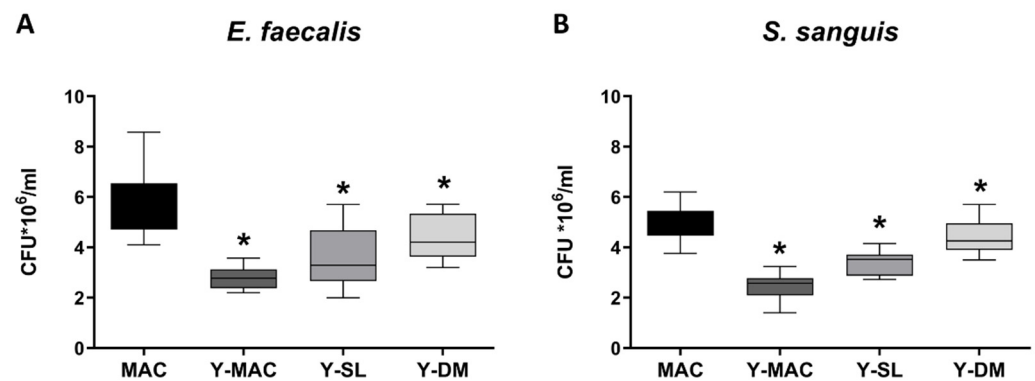 A
E. faecalis
CFU*10⁶/ml
10
8
6
4
2
0
*
*
*
MAC
Y-MAC
Y-SL
Y-DM
B
S. sanguis
CFU *10⁶/ml
10
8
6
4
2
0
*
*
*
MAC
Y-MAC
Y-SL
Y-DM